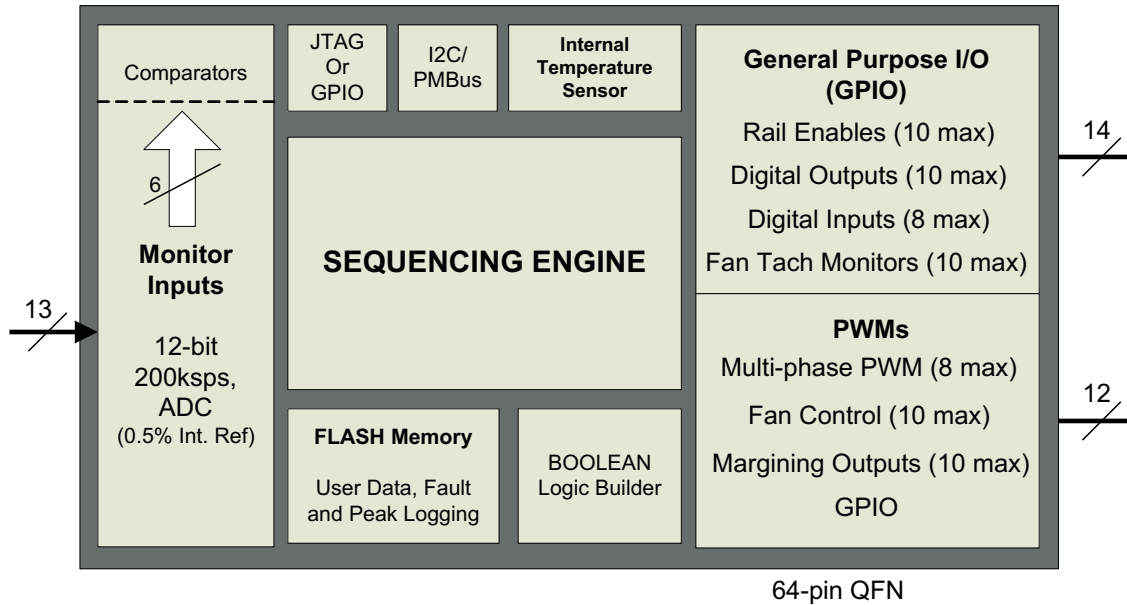 Comparators
6
Monitor
Inputs
12-bit
200ksps,
ADC
(0.5% Int. Ref)
13
JTAG
Or
GPIO
I2C/
PMBus
Internal
Temperature
Sensor
SEQUENCING ENGINE
FLASH Memory
User Data, Fault
and Peak Logging
BOOLEAN
Logic Builder
General Purpose I/O
(GPIO)
Rail Enables (10 max)
Digital Outputs (10 max)
Digital Inputs (8 max)
Fan Tach Monitors (10 max)
14
PWMs
Multi-phase PWM (8 max)
Fan Control (10 max)
Margining Outputs (10 max)
GPIO
12
64-pin QFN